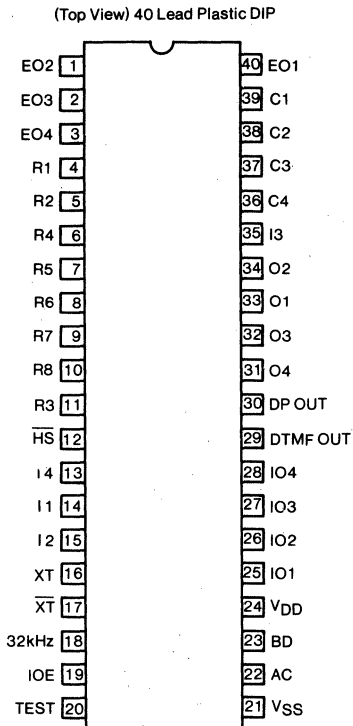 (Top View) 40 Lead Plastic DIP
EO2 1 40 EO1
EO3 2 39 C1
EO4 3 38 C2
R1 4 37 C3
R2 5 36 C4
R4 6 35 I3
R5 7 34 O2
R6 8 33 O1
R7 9 32 O3
R8 10 31 O4
R3 11 30 DP OUT
H̅S̅ 12 29 DTMF OUT
I4 13 28 IO4
I1 14 27 IO3
I2 15 26 IO2
XT 16 25 IO1
X̅T̅ 17 24 VDD
32kHz 18 23 BD
IOE 19 22 AC
TEST 20 21 VSS